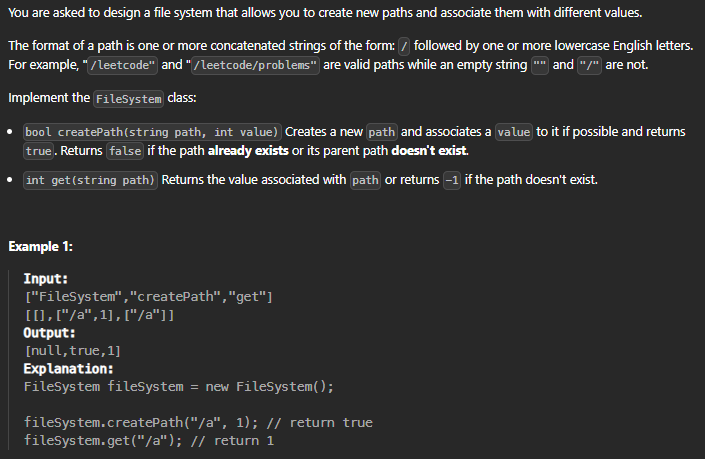 You are asked to design a file system that allows you to create new paths and associate them with different values.
The format of a path is one or more concatenated strings of the form: / followed by one or more lowercase English letters.
For example, "/leetcode" and "/leetcode/problems" are valid paths while an empty string "" and "/" are not.
Implement the FileSystem class:
• bool createPath(string path, int value) Creates a new path and associates a value to it if possible and returns
true. Returns false if the path already exists or its parent path doesn't exist.
• int get(string path) Returns the value associated with path or returns -1 if the path doesn't exist.
Example 1:
Input:
["FileSystem","createPath","get"]
[[],["/a",1],["/a"]]
Output:
[null,true,1]
Explanation:
FileSystem fileSystem = new FileSystem();
fileSystem.createPath("/a", 1); // return true
fileSystem.get("/a"); // return 1